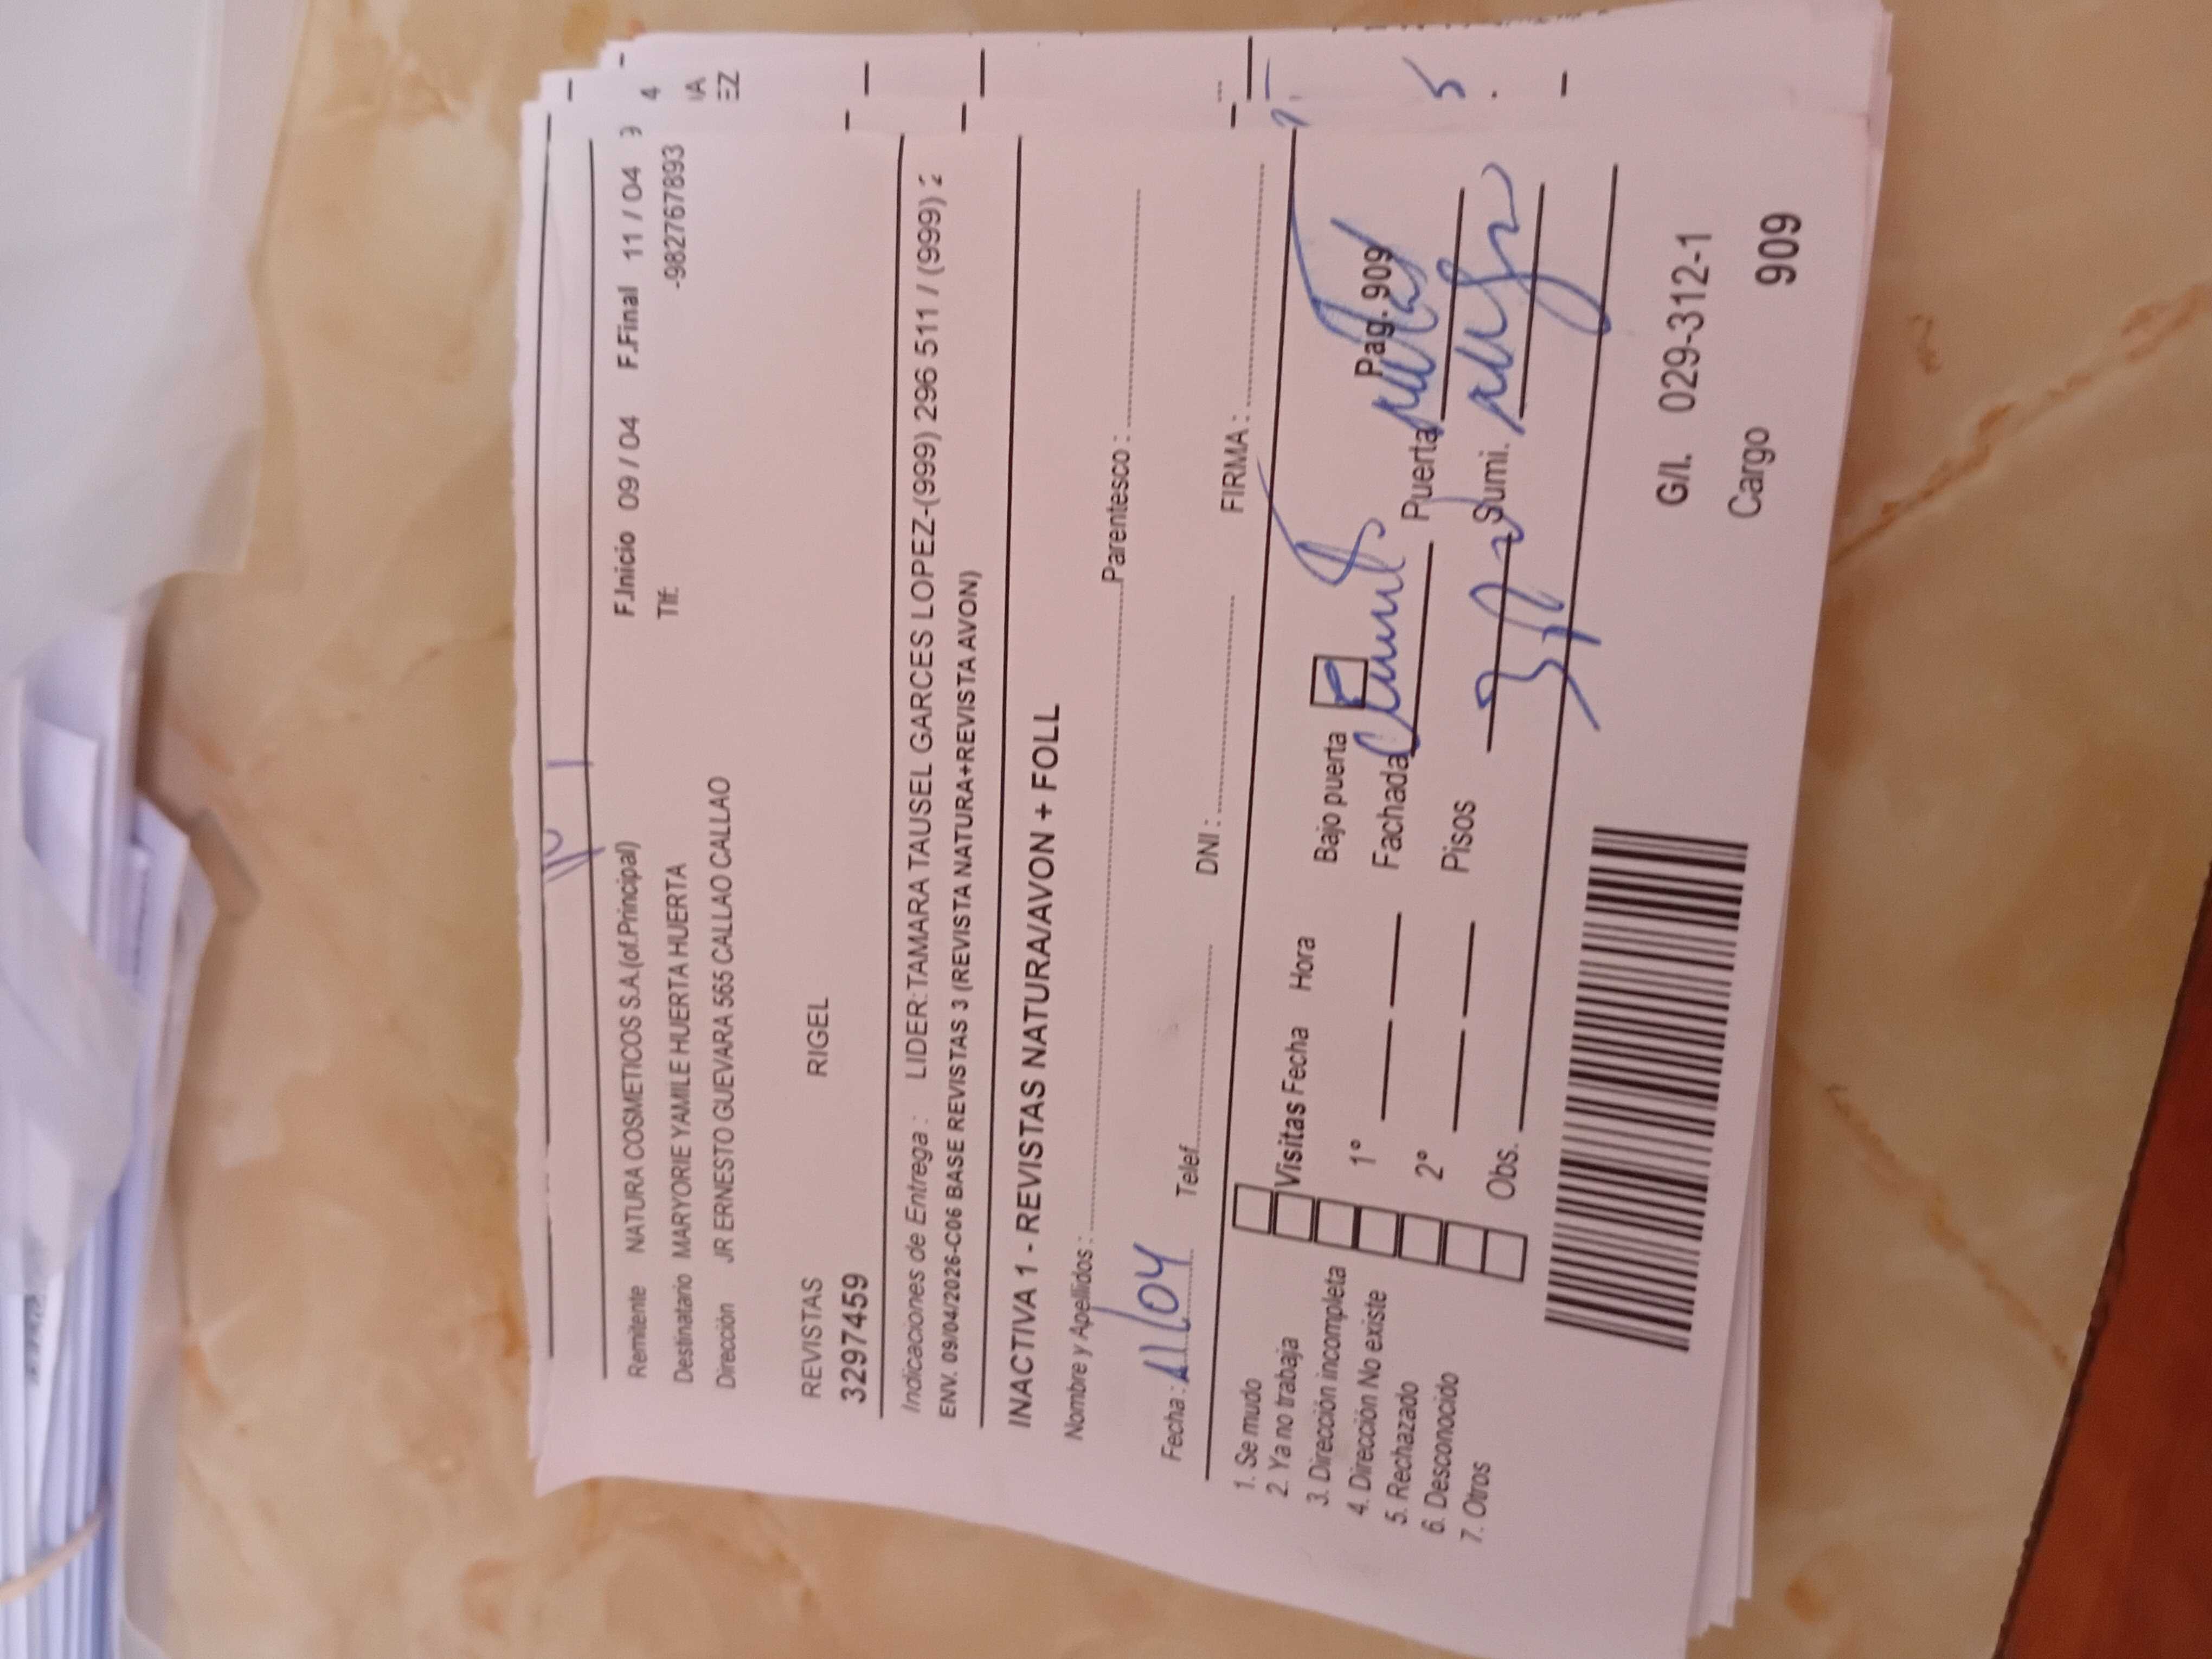 Remitente NATURA COSMETICOS S.A.(of.Principal) F.Inicio 09 / 04 F.Final 11 / 04
Destinatario MARYORIE YAMILE HUERTA HUERTA Tlf. -982767893
Dirección JR ERNESTO GUEVARA 565 CALLAO CALLAO
4
IA
EZ
REVISTAS RIGEL
32974459
Indicaciones de Entrega : LIDER: TAMARA TAUSEL GARCES LOPEZ-(999) 296 511 / (999) 2
ENV. 09/04/2026-C06 BASE REVISTAS 3 (REVISTA NATURA+REVISTA AVON)
INACTIVA 1 - REVISTAS NATURA/AVON + FOLL
Nombre y Apellidos : Parentesco :
Fecha : 11/04 Telef. DNI : FIRMA :
1. Se mudo
2. Ya no trabaja
3. Dirección incompleta
4. Dirección No existe
5. Rechazado
6. Desconocido
7. Otros
Visitas Fecha Hora Bajo puerta Pag. 909
1° Fachada Puerta
2° Pisos Sumi.
Obs.
G/I. 029-312-1
Cargo 909